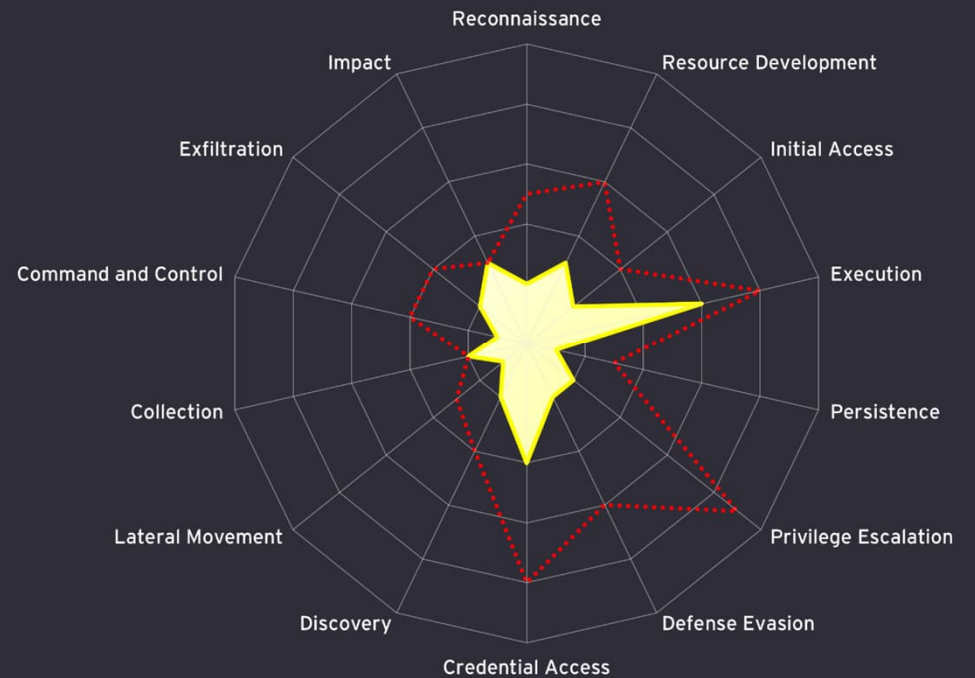 Reconnaissance
Impact
Resource Development
Exfiltration
Initial Access
Command and Control
Execution
Collection
Persistence
Lateral Movement
Privilege Escalation
Discovery
Defense Evasion
Credential Access